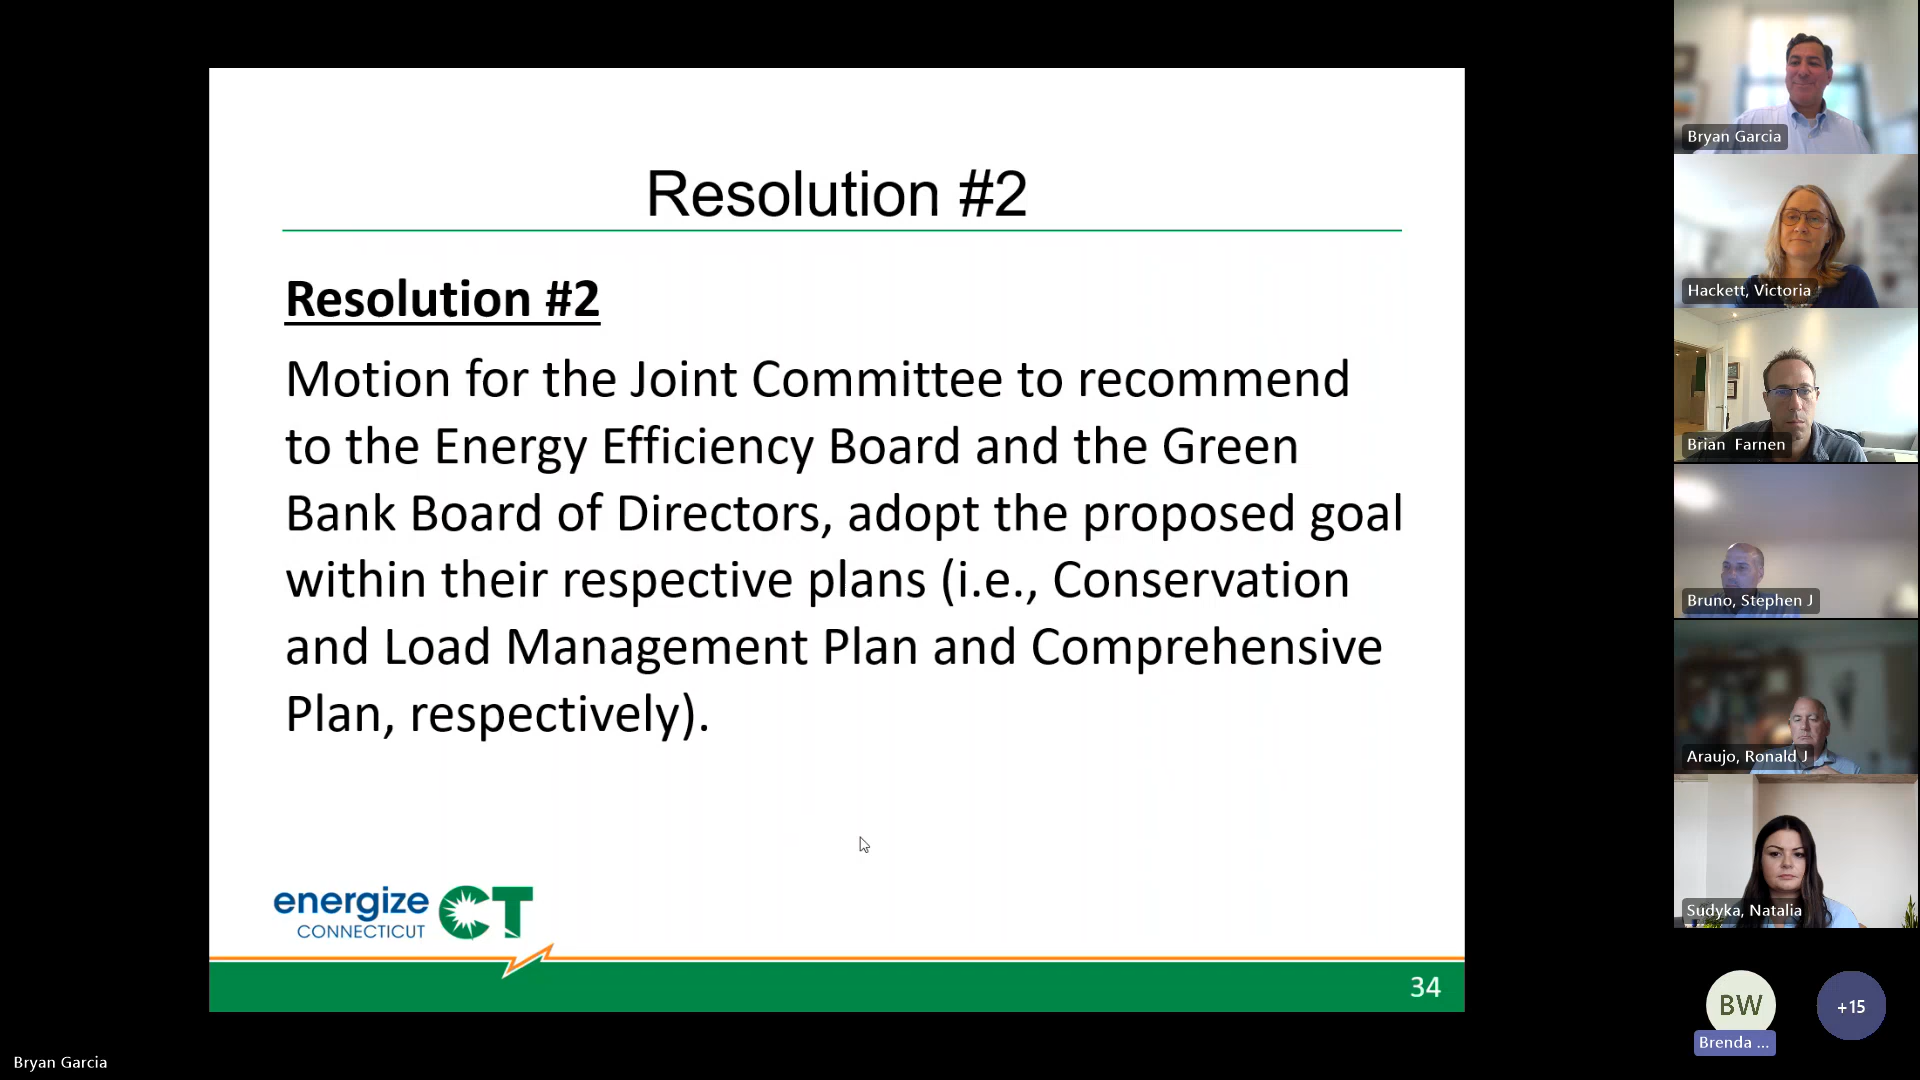 Resolution #2
Resolution #2
Motion for the Joint Committee to recommend
to the Energy Efficiency Board and the Green
Bank Board of Directors, adopt the proposed goal
within their respective plans (i.e., Conservation
and Load Management Plan and Comprehensive
Plan, respectively).
energize CT
CONNECTICUT
34
Bryan Garcia
Hackett, Victoria
Brian Farnen
Bruno, Stephen J
Araujo, Ronald J
Sudyka, Natalia
BW
+15
Brenda ...
Bryan Garcia